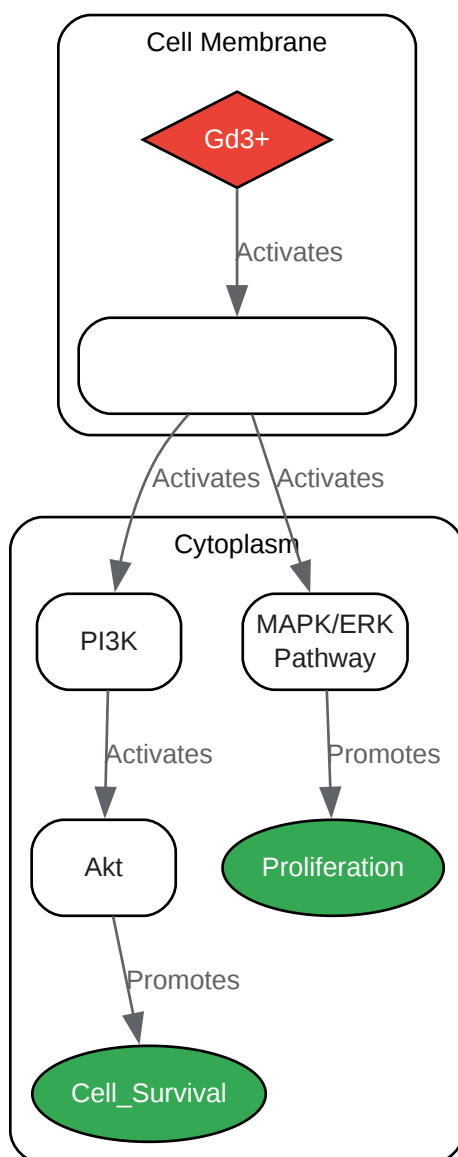 Cell Membrane
Gd3+
Activates
Activates
Activates
Cytoplasm
PI3K
MAPK/ERK
Pathway
Activates
Promotes
Akt
Proliferation
Promotes
Cell_Survival